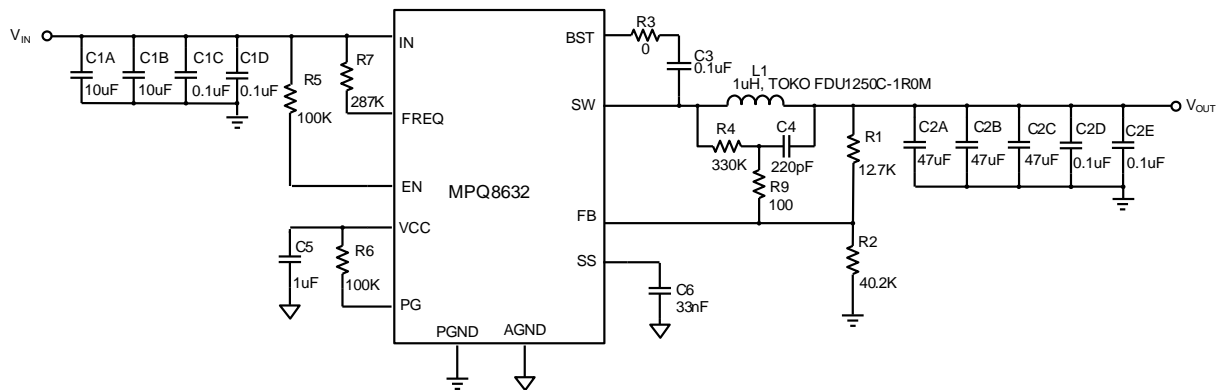 V_IN
C1A
10uF
C1B
10uF
C1C
0.1uF
C1D
0.1uF
R5
100K
R7
287K
C5
1uF
R6
100K
IN
FREQ
EN
VCC
PG
MPQ8632
PGND
AGND
BST
SW
FB
SS
R3
0
C3
0.1uF
L1
1uH, TOKO FDU1250C-1R0M
R4
330K
C4
220pF
R9
100
R1
12.7K
R2
40.2K
C6
33nF
C2A
47uF
C2B
47uF
C2C
47uF
C2D
0.1uF
C2E
0.1uF
V_OUT